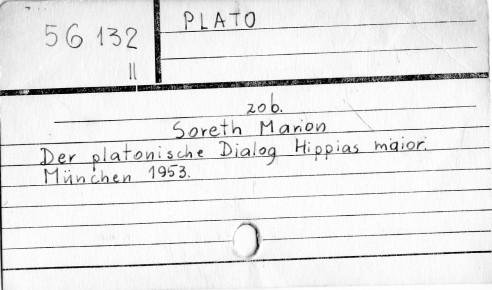 PLATO
56 132
II
zob.
Soreth Marion
Der platonische Dialog Hippias maior.
München 1953.